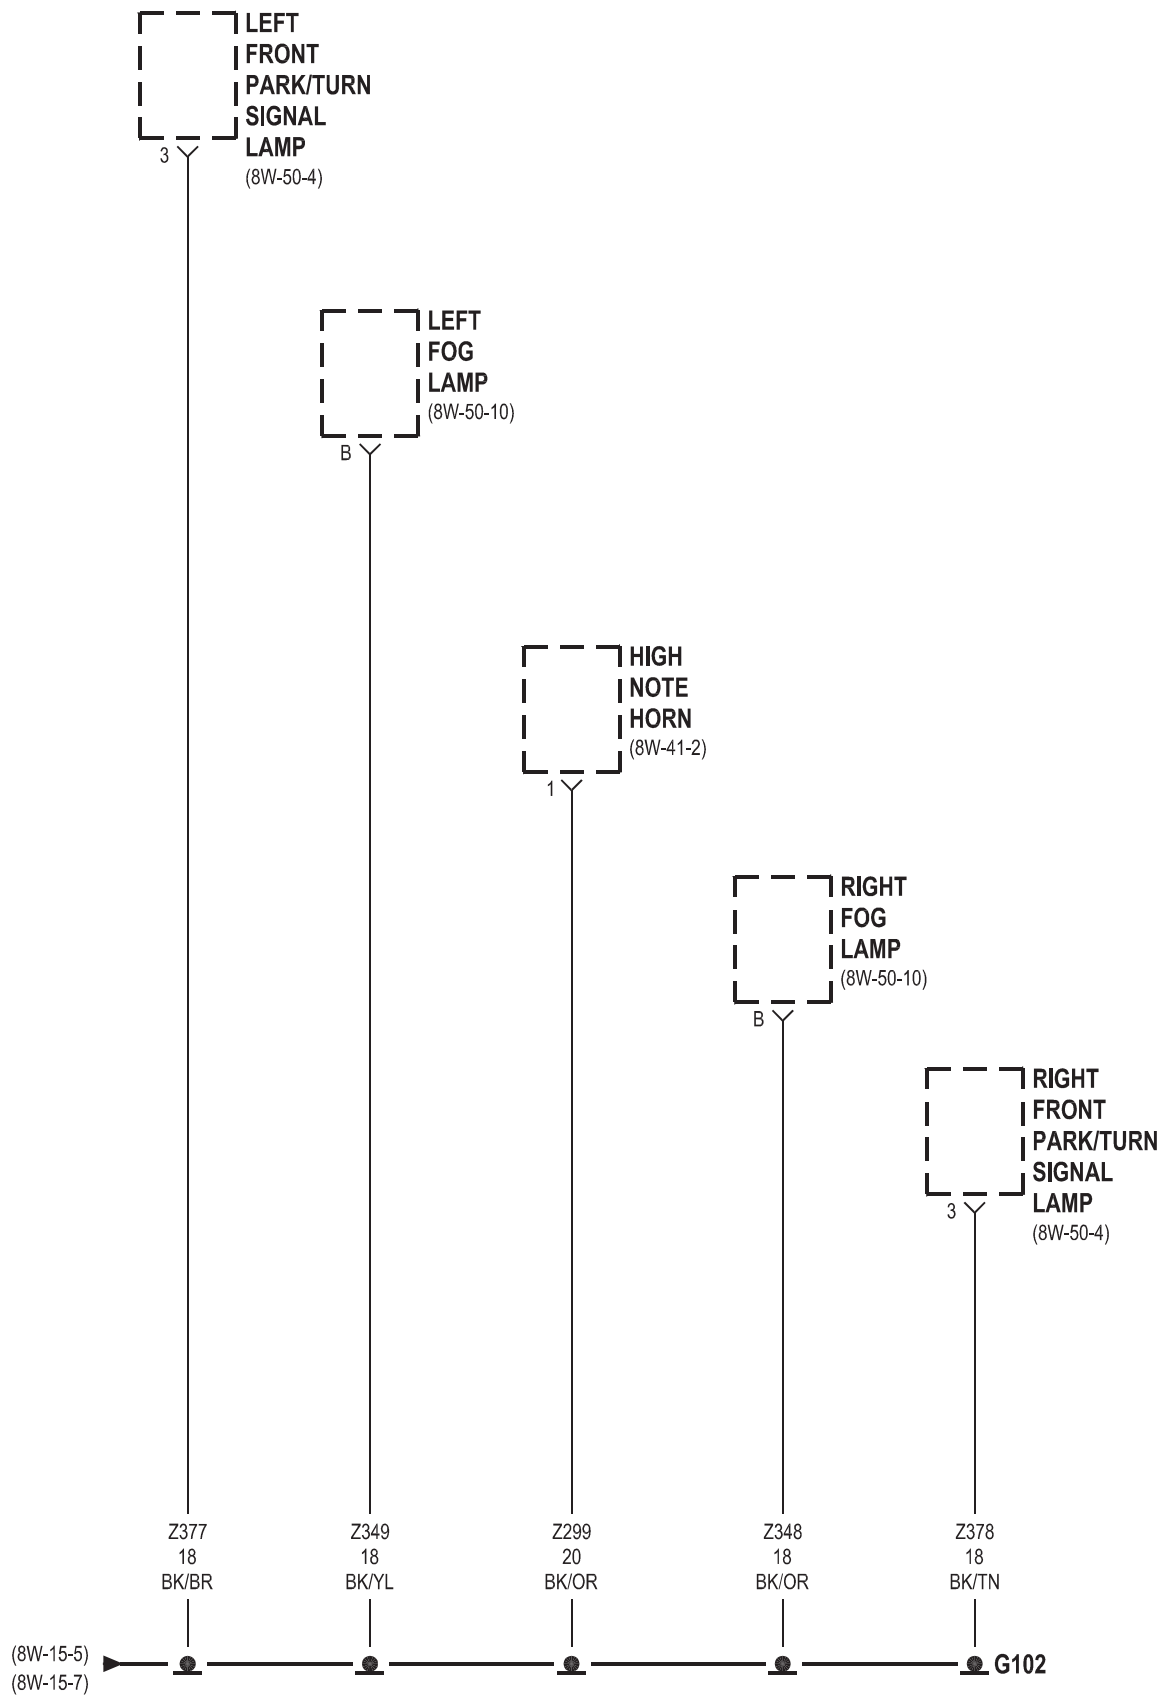 LEFT
FRONT
PARK/TURN
SIGNAL
LAMP
(8W-50-4)
3
LEFT
FOG
LAMP
(8W-50-10)
B
HIGH
NOTE
HORN
(8W-41-2)
1
RIGHT
FOG
LAMP
(8W-50-10)
B
RIGHT
FRONT
PARK/TURN
SIGNAL
LAMP
(8W-50-4)
3
Z377
18
BK/BR
Z349
18
BK/YL
Z299
20
BK/OR
Z348
18
BK/OR
Z378
18
BK/TN
(8W-15-5)
(8W-15-7)
G102